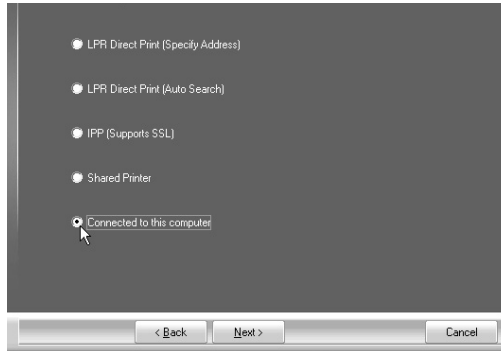 LPR Direct Print (Specify Address)
LPR Direct Print (Auto Search)
IPP (Supports SSL)
Shared Printer
Connected to this computer
< Back Next > Cancel